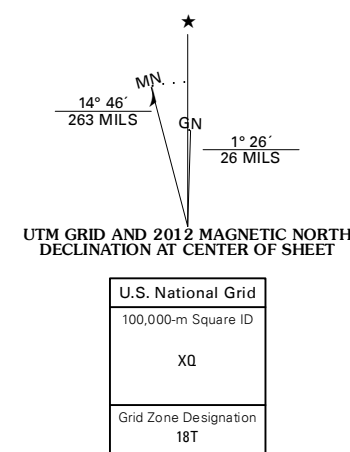 ★
MN
14° 46´
263 MILS
GN
1° 26´
26 MILS
UTM GRID AND 2012 MAGNETIC NORTH
DECLINATION AT CENTER OF SHEET
U.S. National Grid
100,000-m Square ID
XQ
Grid Zone Designation
18T